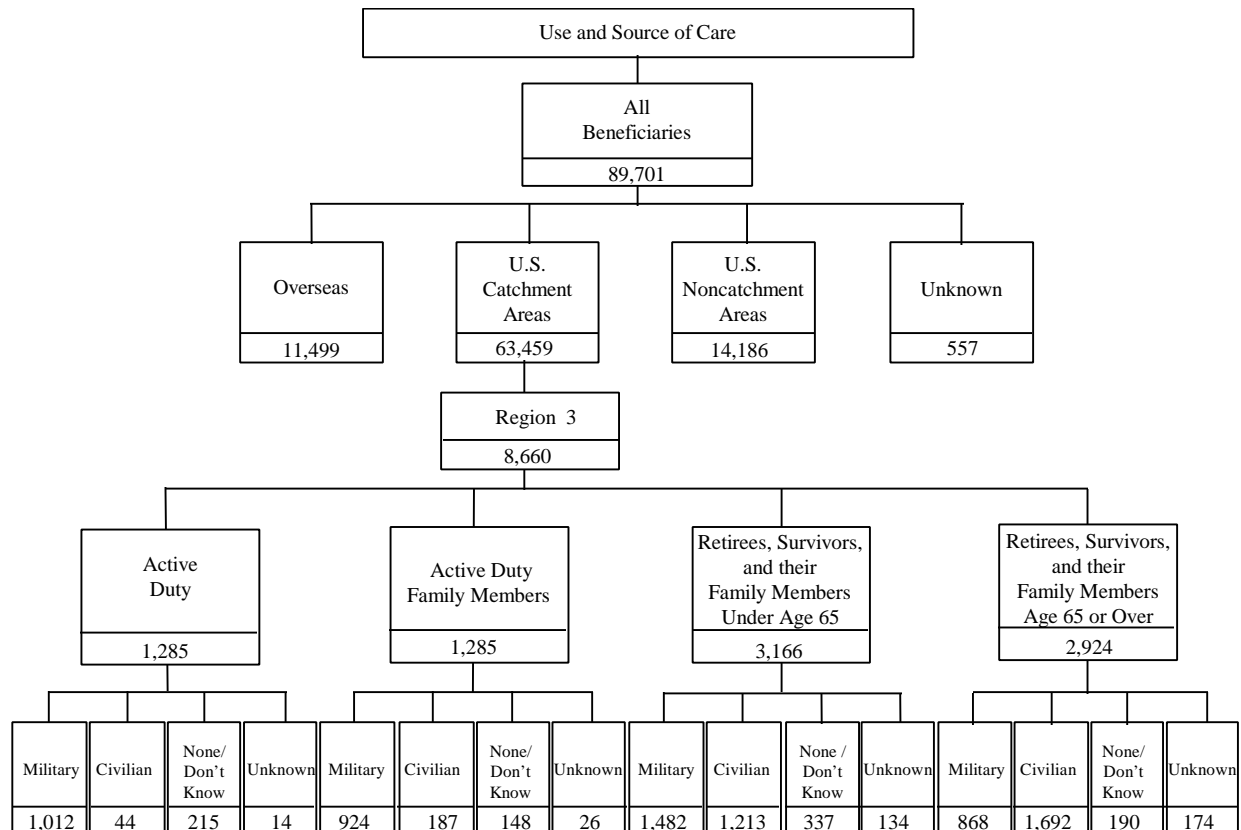 Use and Source of Care
All
Beneficiaries
89,701
Overseas
11,499
U.S.
Catchment
Areas
63,459
U.S.
Noncatchment
Areas
14,186
Unknown
557
Region 3
8,660
Active
Duty
1,285
Active Duty
Family Members
1,285
Retirees, Survivors,
and their
Family Members
Under Age 65
3,166
Retirees, Survivors,
and their
Family Members
Age 65 or Over
2,924
Military
1,012
Civilian
44
None/
Don't
Know
215
Unknown
14
Military
924
Civilian
187
None/
Don't
Know
148
Unknown
26
Military
1,482
Civilian
1,213
None /
Don't
Know
337
Unknown
134
Military
868
Civilian
1,692
None/
Don't
Know
190
Unknown
174